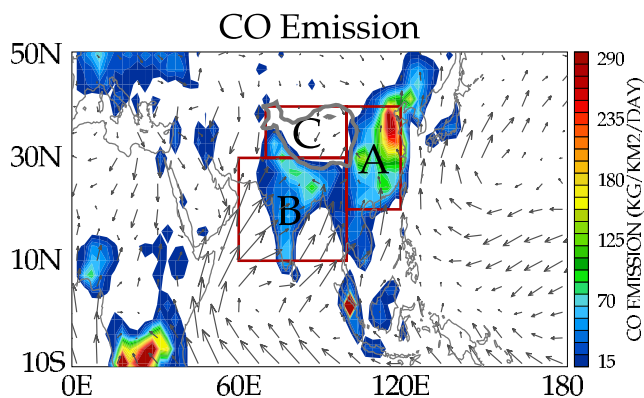 CO Emission
50N
30N
10N
10S
0E
60E
120E
180
A
B
C
290
235
180
125
70
15
CO EMISSION (KG/KM2/DAY)